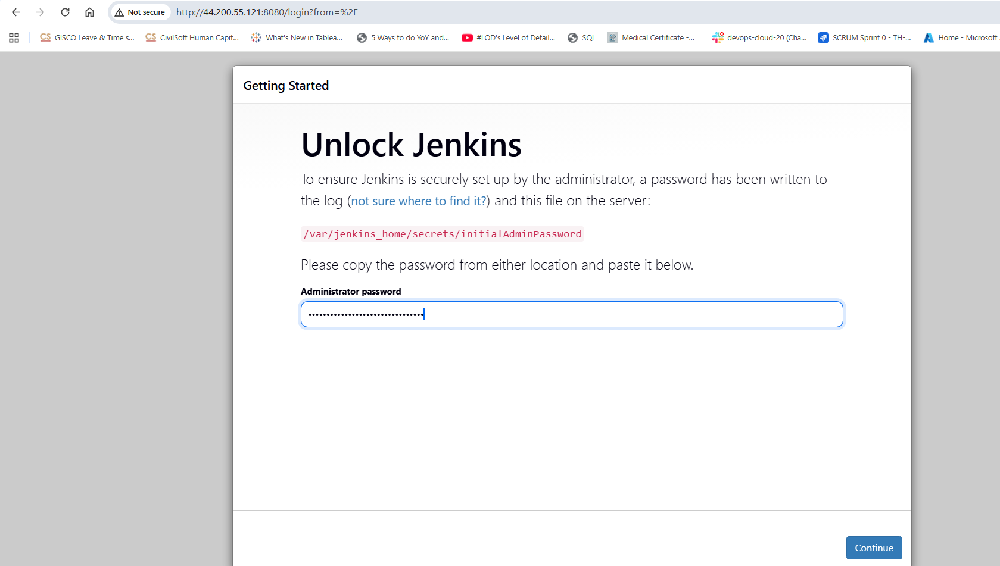 Not secure http://44.200.55.121:8080/login?from=%2F
GISCO Leave & Time s... CivilSoft Human Capit... What's New in Tablea... 5 Ways to do YoY and... #LOD's Level of Detail... SQL Medical Certificate -... devops-cloud-20 (Cha... SCRUM Sprint 0 - TH-... Home - Microsoft
Getting Started
Unlock Jenkins
To ensure Jenkins is securely set up by the administrator, a password has been written to
the log (not sure where to find it?) and this file on the server:
/var/jenkins_home/secrets/initialAdminPassword
Please copy the password from either location and paste it below.
Administrator password
Continue